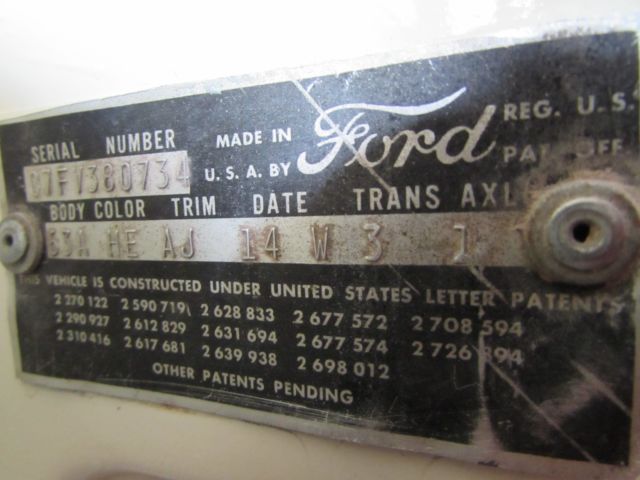 SERIAL NUMBER
MADE IN Ford REG. U.S.
U.S.A. BY PAT OFF
C7FV380734
BODY COLOR TRIM DATE TRANS AXL
63A HE AJ 14 W 3 1
THIS VEHICLE IS CONSTRUCTED UNDER UNITED STATES LETTER PATENTS
2 270 122 2 590 719 2 628 833 2 677 572 2 708 594
2 290 927 2 612 829 2 631 694 2 677 574 2 726 894
2 310 416 2 617 681 2 639 938 2 698 012
OTHER PATENTS PENDING